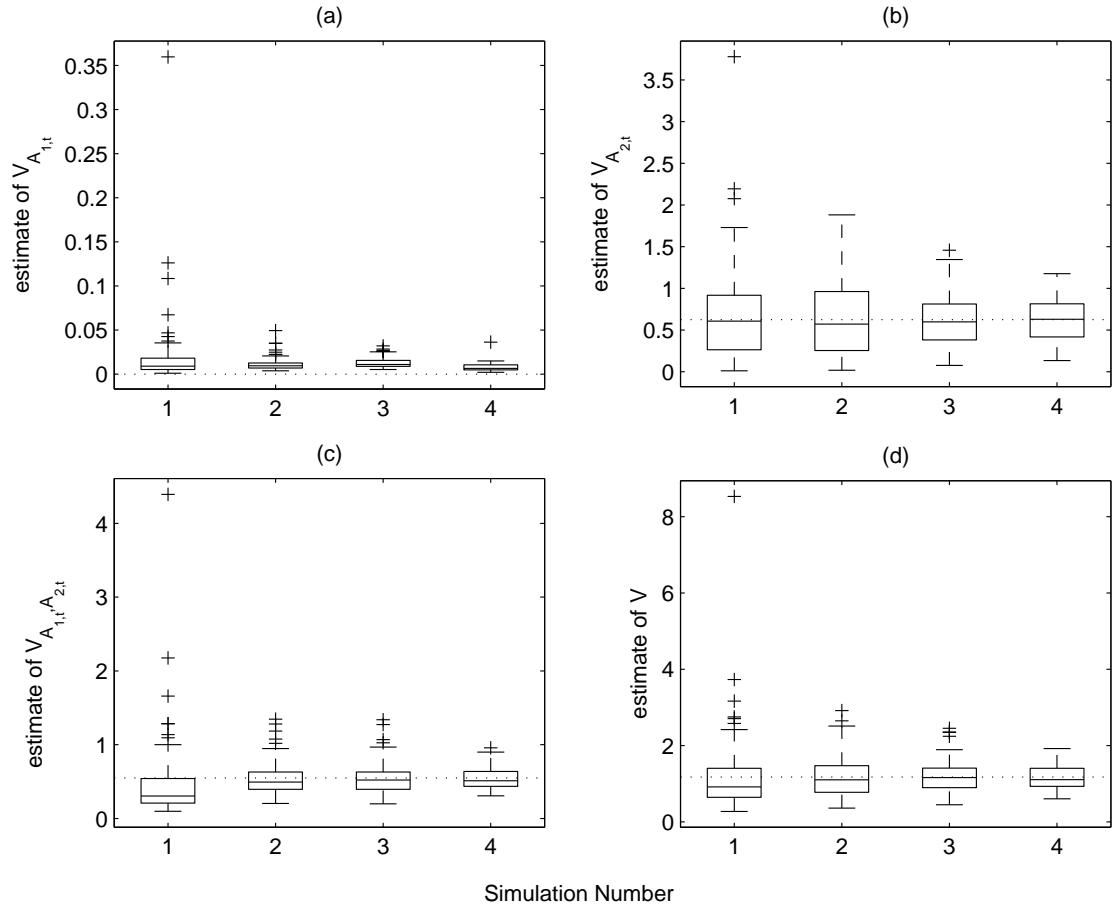 (a)
0.35
0.3
0.25
0.2
0.15
0.1
0.05
0
estimate of V_{A_{1,t}}
1 2 3 4
(b)
3.5
3
2.5
2
1.5
1
0.5
0
estimate of V_{A_{2,t}}
1 2 3 4
(c)
4
3
2
1
0
estimate of V_{A_{1,t},A_{2,t}}
1 2 3 4
(d)
8
6
4
2
0
estimate of V
1 2 3 4
Simulation Number